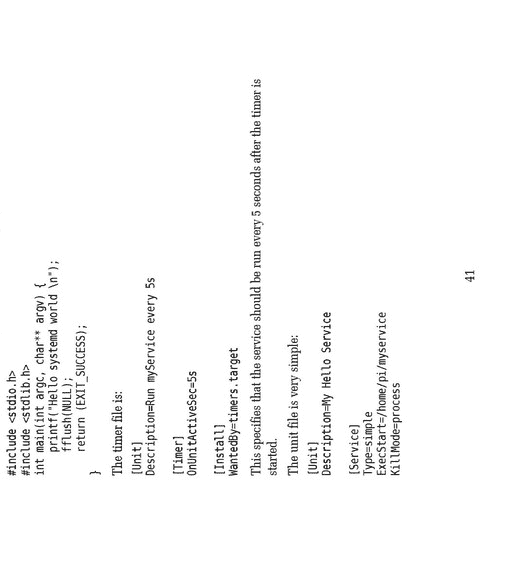 #include <stdio.h>
#include <stdlib.h>
int main(int argc, char** argv) {
printf("Hello systemd world \n");
fflush(NULL);
return (EXIT_SUCCESS);
}
The timer file is:
[Unit]
Description=Run myService every 5s
[Timer]
OnUnitActiveSec=5s
[Install]
WantedBy=timers.target
This specifies that the service should be run every 5 seconds after the timer is
started.
The unit file is very simple:
[Unit]
Description=My Hello Service
[Service]
Type=simple
ExecStart=/home/pi/myservice
KillMode=process
41